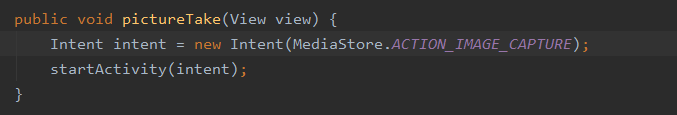 public void pictureTake(View view) {
    Intent intent = new Intent(MediaStore.ACTION_IMAGE_CAPTURE);
    startActivity(intent);
}